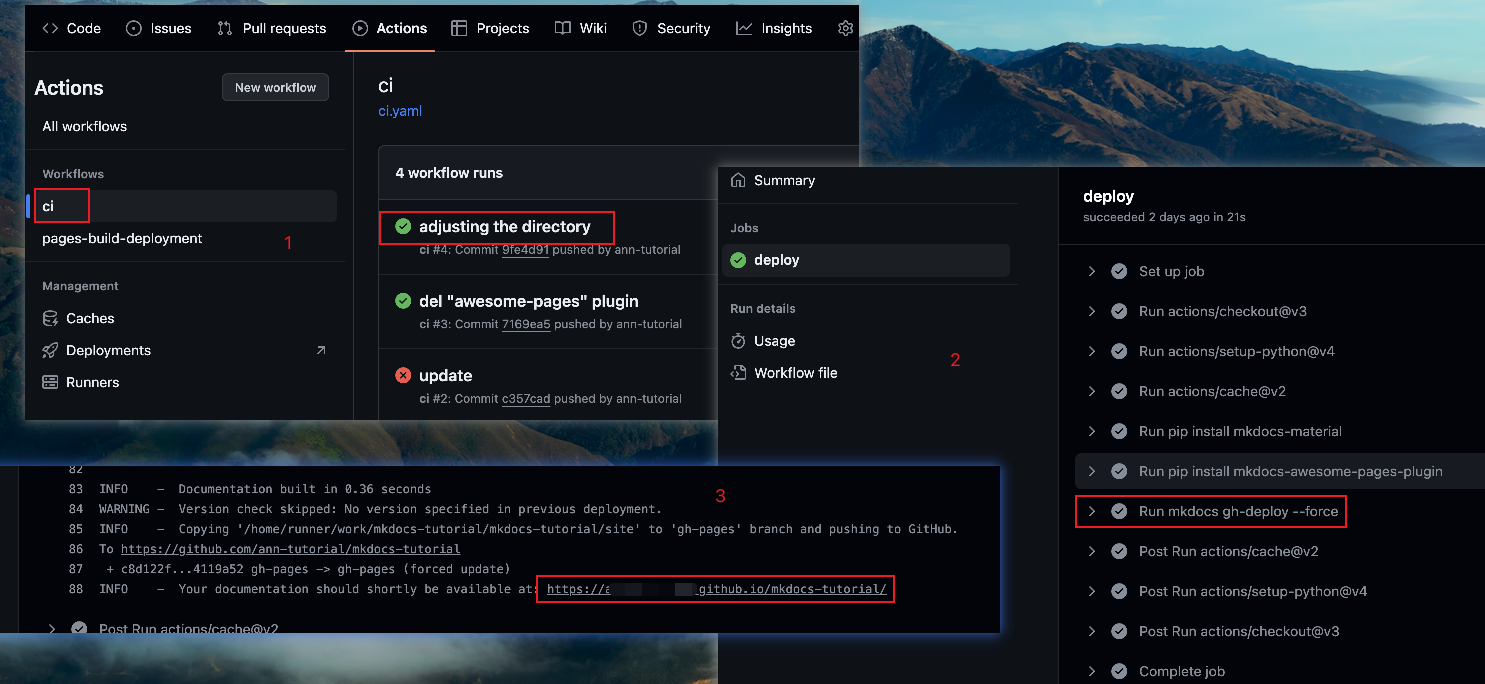 Code Issues Pull requests Actions Projects Wiki Security Insights
Actions
New workflow
All workflows
Workflows
ci
pages-build-deployment
1
Management
Caches
Deployments
Runners
ci
ci.yaml
4 workflow runs
adjusting the directory
ci #4: Commit 9fe4d91 pushed by ann-tutorial
del "awesome-pages" plugin
ci #3: Commit 7169ea5 pushed by ann-tutorial
update
ci #2: Commit c357cad pushed by ann-tutorial
Summary
Jobs
deploy
Run details
Usage
Workflow file
2
deploy
succeeded 2 days ago in 21s
Set up job
Run actions/checkout@v3
Run actions/setup-python@v4
Run actions/cache@v2
Run pip install mkdocs-material
Run pip install mkdocs-awesome-pages-plugin
Run mkdocs gh-deploy --force
Post Run actions/cache@v2
Post Run actions/setup-python@v4
Post Run actions/checkout@v3
Complete job
82
3
83 INFO - Documentation built in 0.36 seconds
84 WARNING - Version check skipped: No version specified in previous deployment.
85 INFO - Copying '/home/runner/work/mkdocs-tutorial/mkdocs-tutorial/site' to 'gh-pages' branch and pushing to GitHub.
86 To https://github.com/ann-tutorial/mkdocs-tutorial
87 + c8d122f...4119a52 gh-pages -> gh-pages (forced update)
88 INFO - Your documentation should shortly be available at: https://a github.io/mkdocs-tutorial/
Post Run actions/cache@v2